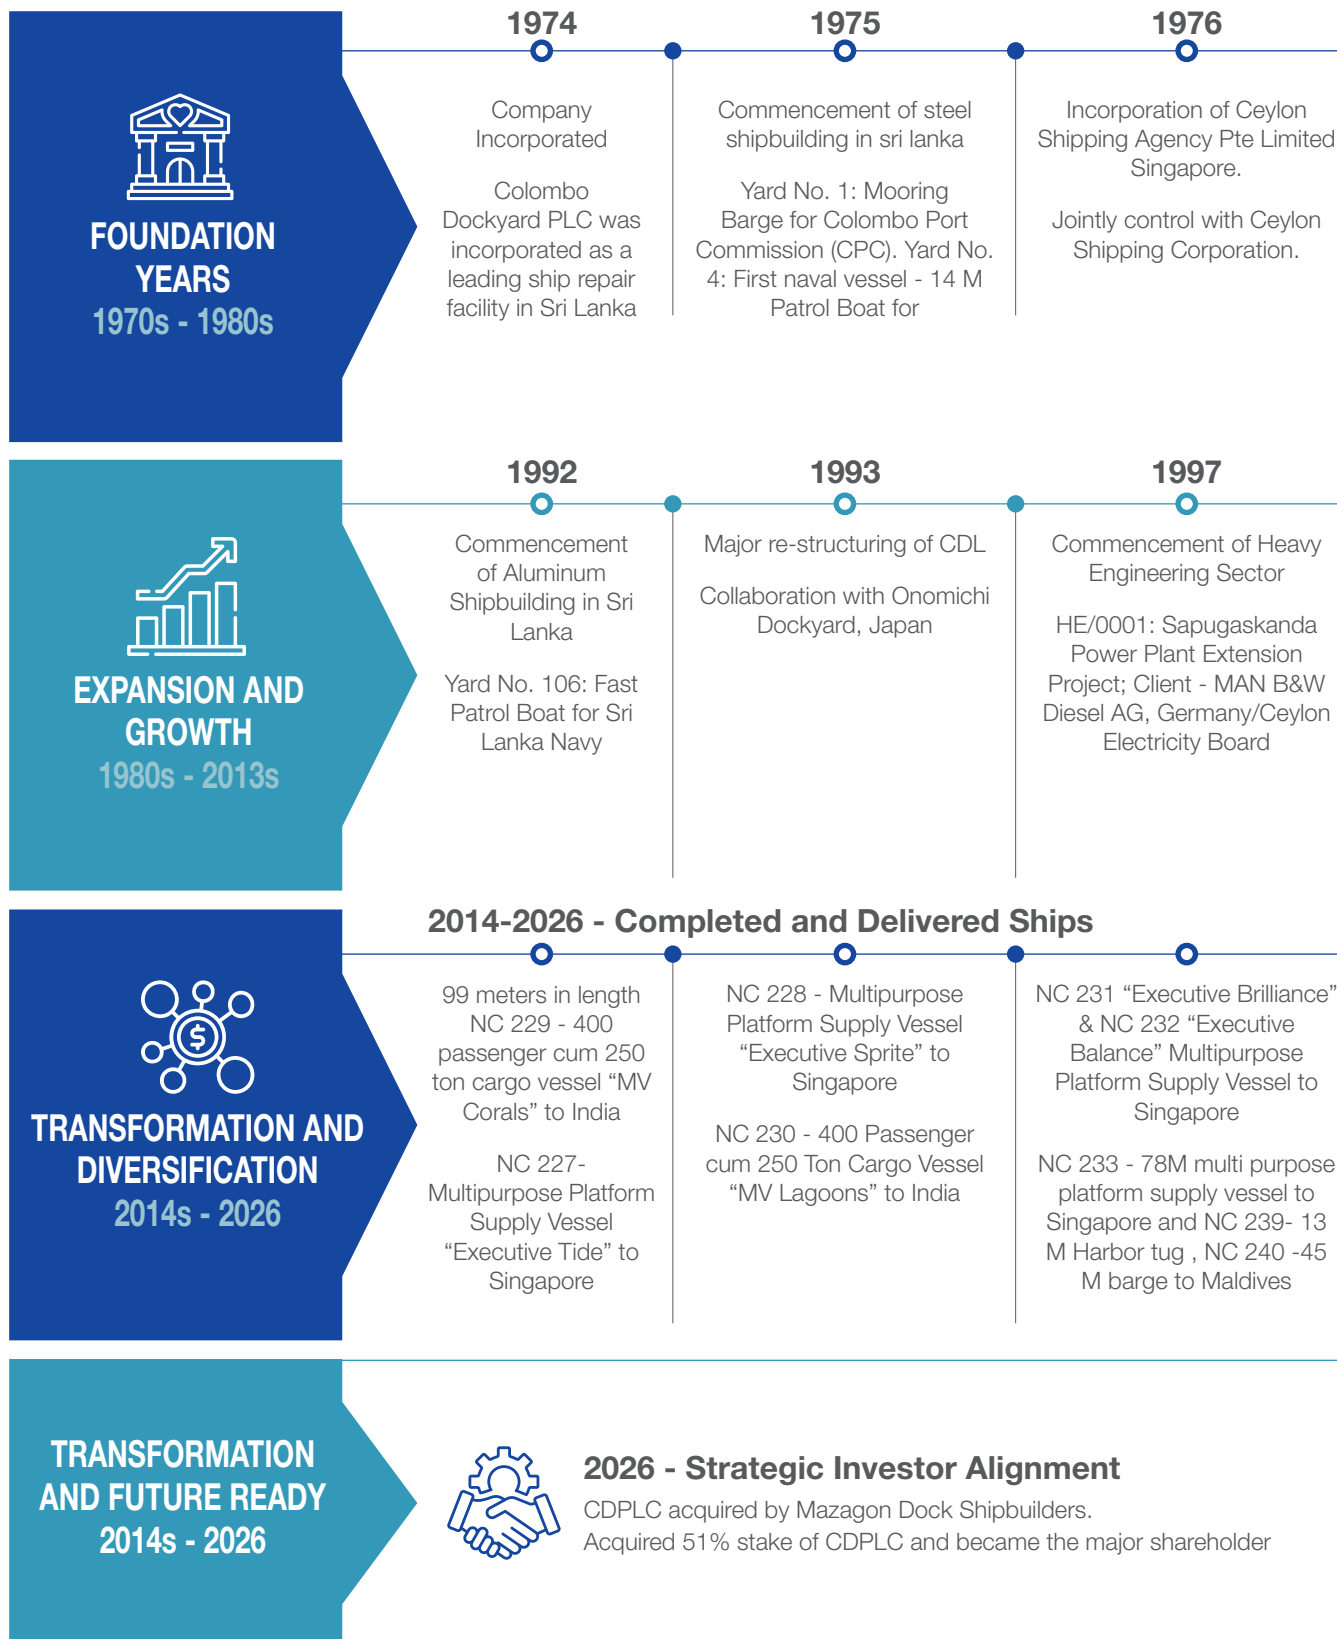 FOUNDATION
YEARS
1970s - 1980s
1974
Company
Incorporated
Colombo
Dockyard PLC was
incorporated as a
leading ship repair
facility in Sri Lanka
1975
Commencement of steel
shipbuilding in sri lanka
Yard No. 1: Mooring
Barge for Colombo Port
Commission (CPC). Yard No.
4: First naval vessel - 14 M
Patrol Boat for
1976
Incorporation of Ceylon
Shipping Agency Pte Limited
Singapore.
Jointly control with Ceylon
Shipping Corporation.
EXPANSION AND
GROWTH
1980s - 2013s
1992
Commencement
of Aluminum
Shipbuilding in Sri
Lanka
Yard No. 106: Fast
Patrol Boat for Sri
Lanka Navy
1993
Major re-structuring of CDL
Collaboration with Onomichi
Dockyard, Japan
1997
Commencement of Heavy
Engineering Sector
HE/0001: Sapugaskanda
Power Plant Extension
Project; Client - MAN B&W
Diesel AG, Germany/Ceylon
Electricity Board
TRANSFORMATION AND
DIVERSIFICATION
2014s - 2026
2014-2026 - Completed and Delivered Ships
$
99 meters in length
NC 229 - 400
passenger cum 250
ton cargo vessel “MV
Corals” to India
NC 227-
Multipurpose Platform
Supply Vessel
“Executive Tide” to
Singapore
NC 228 - Multipurpose
Platform Supply Vessel
“Executive Sprite” to
Singapore
NC 230 - 400 Passenger
cum 250 Ton Cargo Vessel
“MV Lagoons” to India
NC 231 “Executive Brilliance”
& NC 232 “Executive
Balance” Multipurpose
Platform Supply Vessel to
Singapore
NC 233 - 78M multi purpose
platform supply vessel to
Singapore and NC 239- 13
M Harbor tug , NC 240 -45
M barge to Maldives
TRANSFORMATION
AND FUTURE READY
2014s - 2026
2026 - Strategic Investor Alignment
CDPLC acquired by Mazagon Dock Shipbuilders.
Acquired 51% stake of CDPLC and became the major shareholder